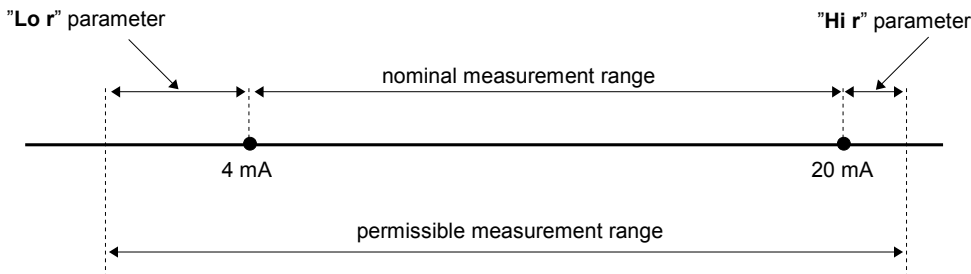 "Lo r" parameter
"Hi r" parameter
nominal measurement range
4 mA
20 mA
permissible measurement range